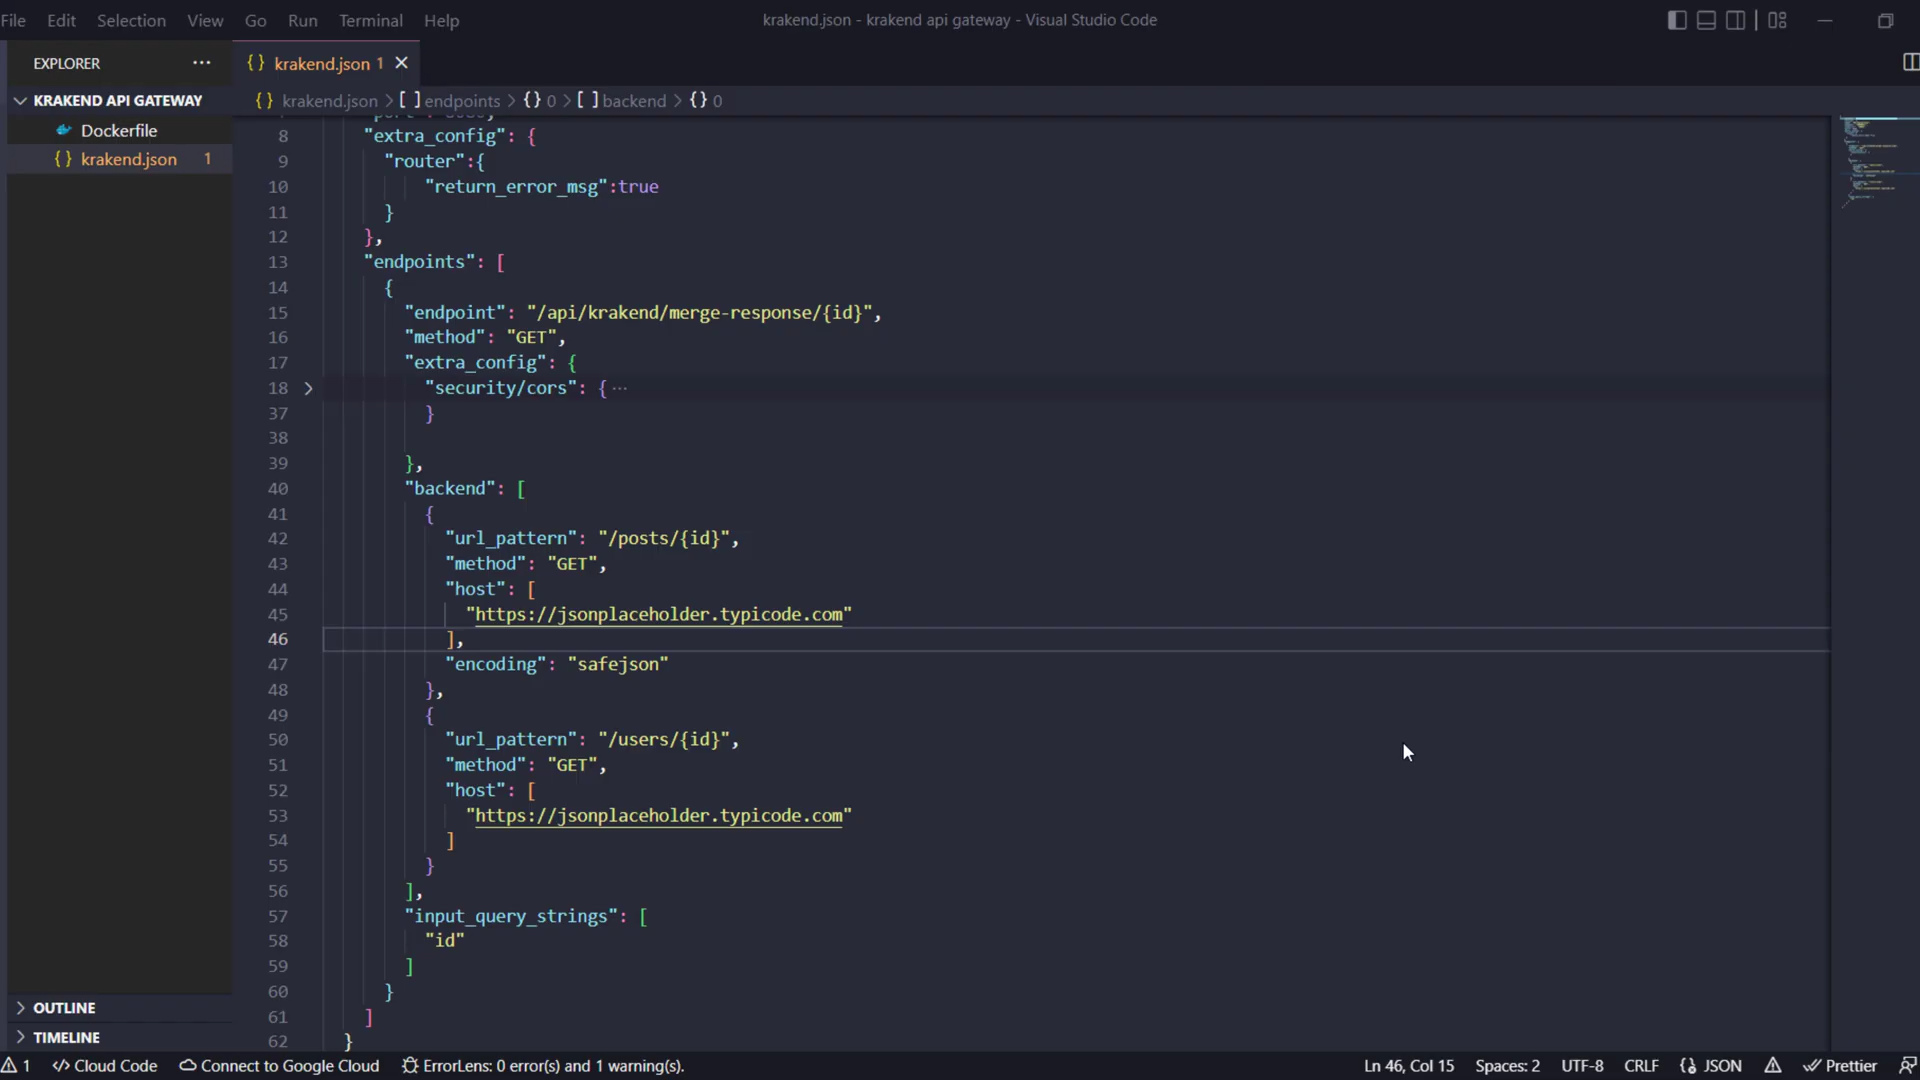 File Edit Selection View Go Run Terminal Help
krakend.json - krakend api gateway - Visual Studio Code
EXPLORER ···
KRAKEND API GATEWAY
Dockerfile
{} krakend.json 1
{} krakend.json 1
{} krakend.json > [ ] endpoints > {} 0 > [ ] backend > {} 0
8 "extra_config": {
9 "router":{
10 "return_error_msg":true
11 }
12 },
13 "endpoints": [
14 {
15 "endpoint": "/api/krakend/merge-response/{id}",
16 "method": "GET",
17 "extra_config": {
18 "security/cors": { ···
37 }
38
39 },
40 "backend": [
41 {
42 "url_pattern": "/posts/{id}",
43 "method": "GET",
44 "host": [
45 "https://jsonplaceholder.typicode.com"
46 ],
47 "encoding": "safejson"
48 },
49 {
50 "url_pattern": "/users/{id}",
51 "method": "GET",
52 "host": [
53 "https://jsonplaceholder.typicode.com"
54 ]
55 }
56 ],
57 "input_query_strings": [
58 "id"
59 ]
60 }
61 ]
62 }
OUTLINE
TIMELINE
1 Cloud Code Connect to Google Cloud ErrorLens: 0 error(s) and 1 warning(s). Ln 46, Col 15 Spaces: 2 UTF-8 CRLF JSON Prettier